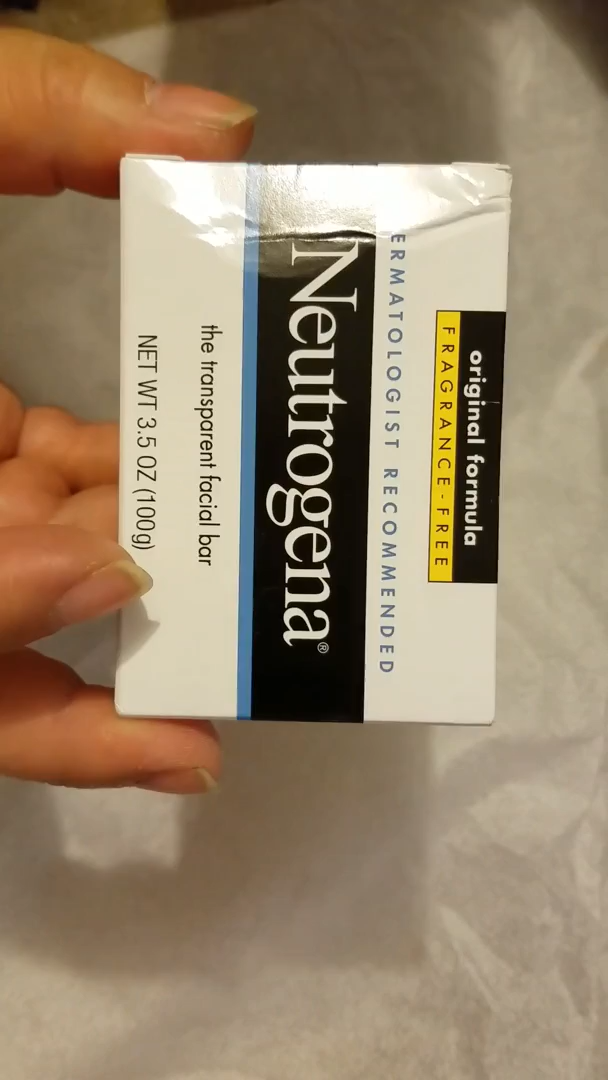 original formula
FRAGRANCE-FREE
ERMATOLOGIST RECOMMENDED
Neutrogena®
the transparent facial bar
NET WT 3.5 OZ (100g)